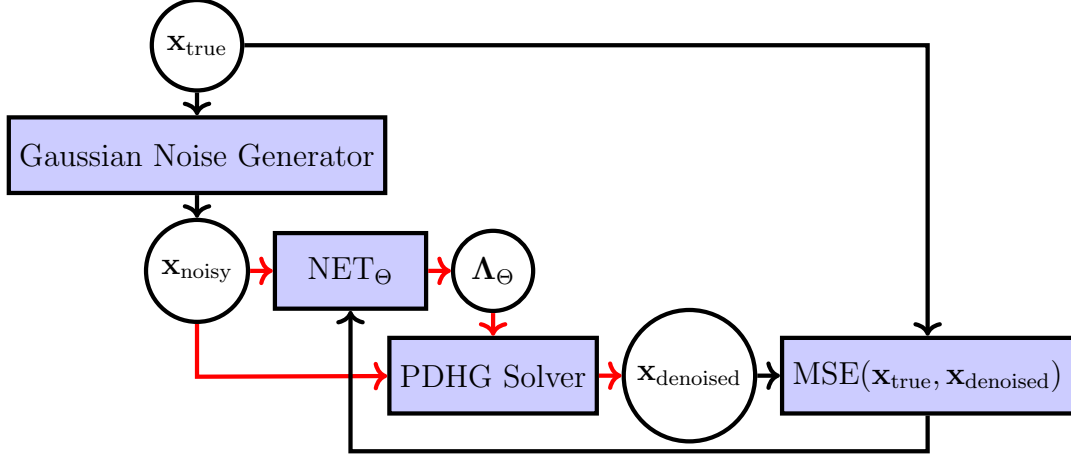 x_true
Gaussian Noise Generator
x_noisy
NET_Θ
Λ_Θ
PDHG Solver
x_denoised
MSE(x_true, x_denoised)